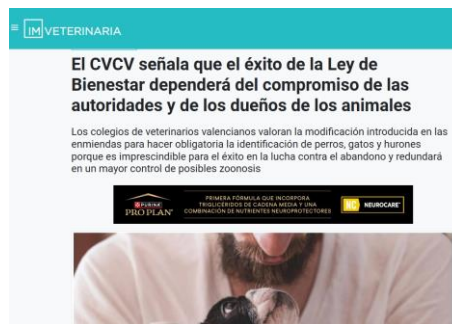 IM VETERINARIA
El CVCV señala que el éxito de la Ley de
Bienestar dependerá del compromiso de las
autoridades y de los dueños de los animales
Los colegios de veterinarios valencianos valoran la modificación introducida en las
enmiendas para hacer obligatoria la identificación de perros, gatos y hurones
porque es imprescindible para el éxito en la lucha contra el abandono y redundará
en un mayor control de posibles zoonosis
PURINA
PRO PLAN
PRIMERA FÓRMULA QUE INCORPORA
TRIGLICÉRIDOS DE CADENA MEDIA Y UNA
COMBINACIÓN DE NUTRIENTES NEUROPROTECTORES
NC NEUROCARE